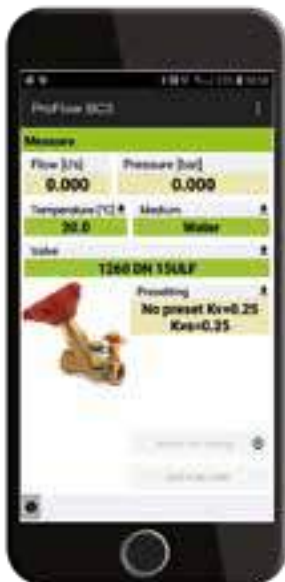 ProFlow BC3
Measure
Flow [l/s] Pressure [bar]
0.000 0.000
Temperature [°C] Medium
20.0 Water
Valve
1260 DN 15ULF
Presetting
No preset Kv=0.25
Kvs=0.25